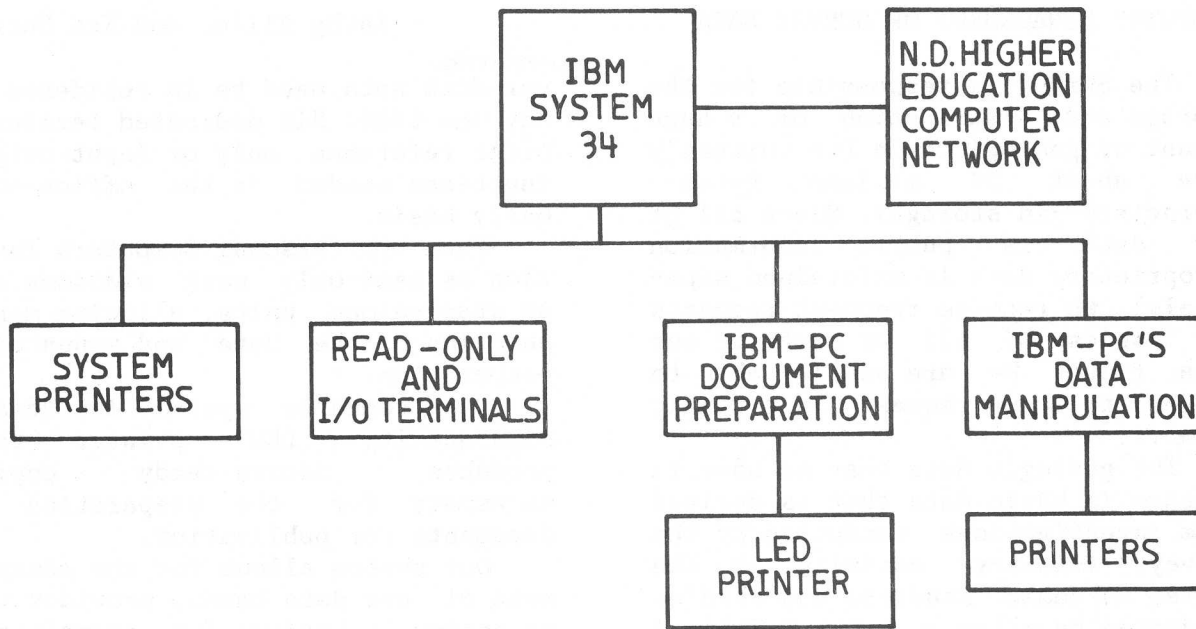 IBM
SYSTEM
34
N.D. HIGHER
EDUCATION
COMPUTER
NETWORK
SYSTEM
PRINTERS
READ-ONLY
AND
I/O TERMINALS
IBM-PC
DOCUMENT
PREPARATION
IBM-PC'S
DATA
MANIPULATION
LED
PRINTER
PRINTERS